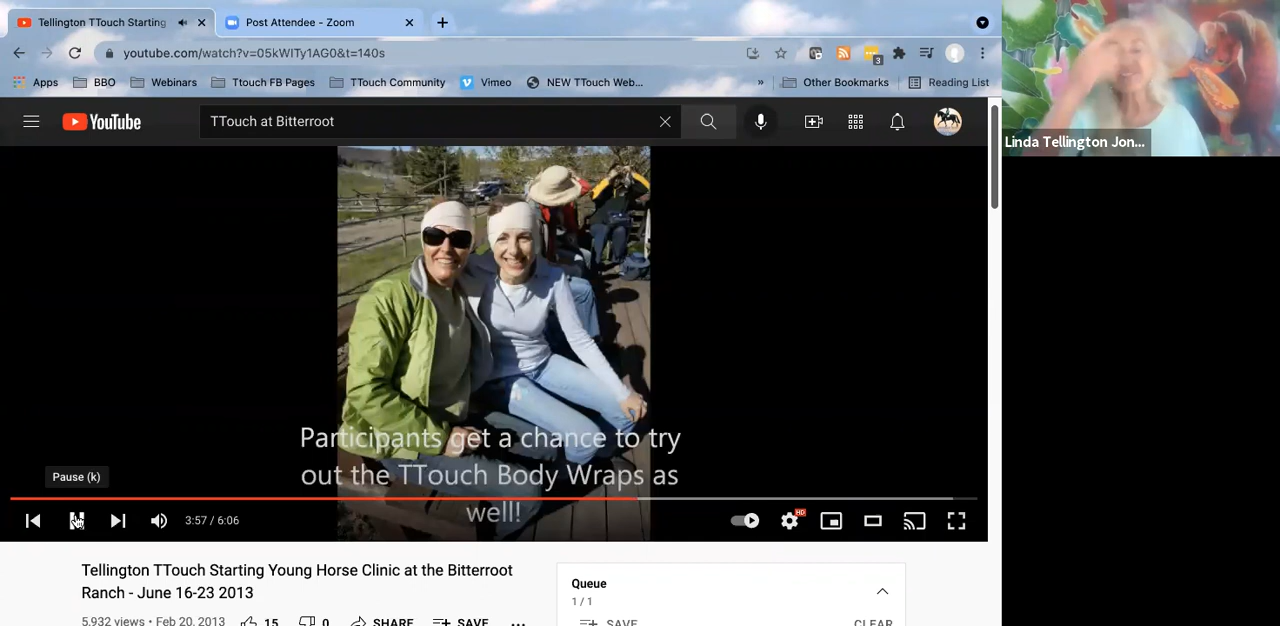 Tellington TTouch Starting
Post Attendee - Zoom
youtube.com/watch?v=05kWITy1AG0&t=140s
3
Apps
BBO
Webinars
Ttouch FB Pages
TTouch Community
Vimeo
NEW TTouch Web...
»
Other Bookmarks
Reading List
YouTube
TTouch at Bitterroot
Linda Tellington Jon...
Participants get a chance to try
out the TTouch Body Wraps as
well!
Pause (k)
3:57 / 6:06
HD
Tellington TTouch Starting Young Horse Clinic at the Bitterroot
Ranch - June 16-23 2013
5,932 views • Feb 20, 2013
15
0
SHARE
SAVE
...
Queue
1 / 1
SAVE
CLEAR